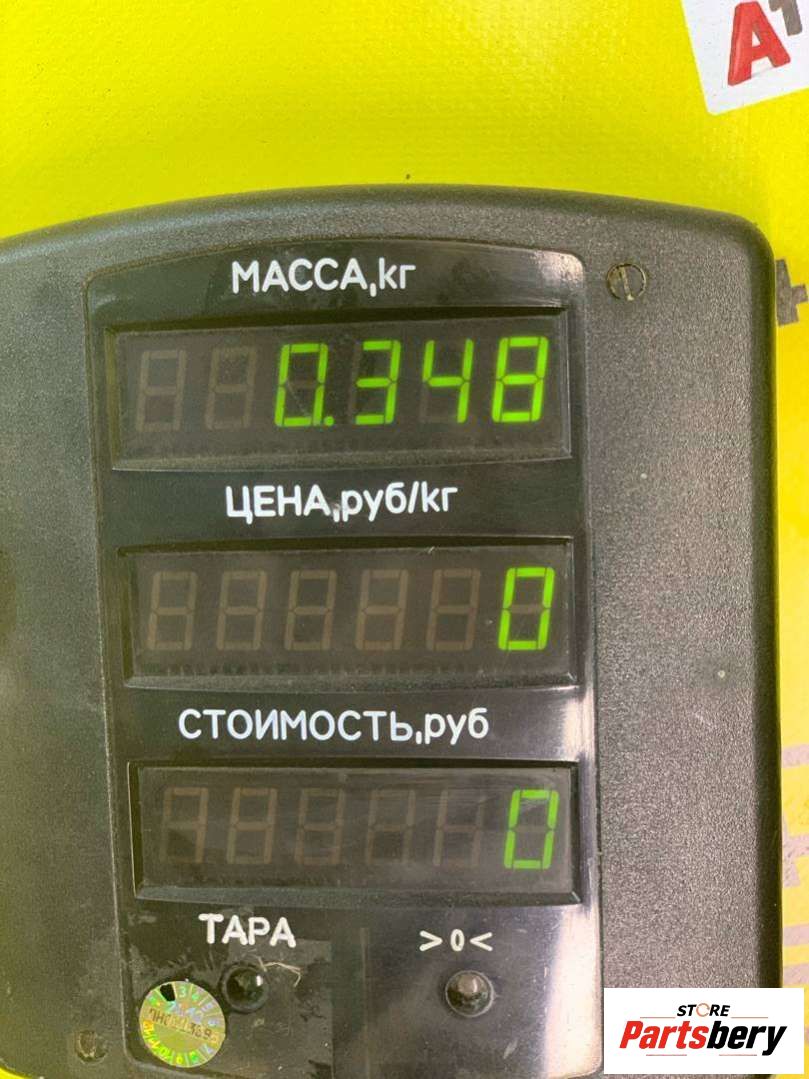 МАССА,кг
0.348
ЦЕНА,руб/кг
0
СТОИМОСТЬ,руб
0
ТАРА
>0<
STORE
Partsbery